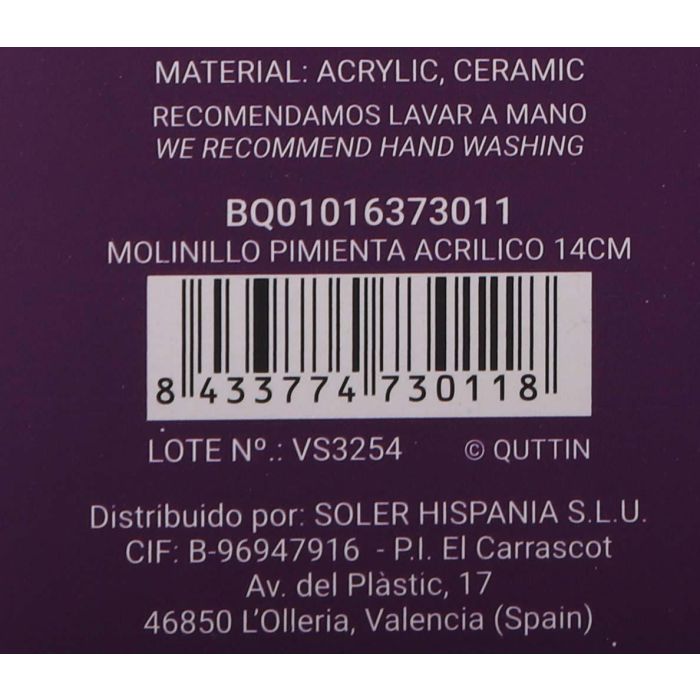 MATERIAL: ACRYLIC, CERAMIC
RECOMENDAMOS LAVAR A MANO
WE RECOMMEND HAND WASHING
BQ01016373011
MOLINILLO PIMIENTA ACRILICO 14CM
8 433774 730118
LOTE Nº.: VS3254 © QUTTIN
Distribuido por: SOLER HISPANIA S.L.U.
CIF: B-96947916 - P.I. El Carrascot
Av. del Plàstic, 17
46850 L'Olleria, Valencia (Spain)